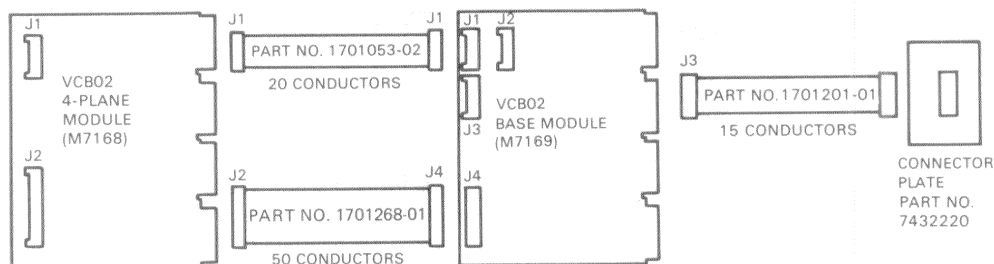 J1
VCB02
4-PLANE
MODULE
(M7168)
J2
J1
J1
PART NO. 1701053-02
20 CONDUCTORS
J2
J4
PART NO. 1701268-01
50 CONDUCTORS
J1
J2
J3
VCB02
BASE MODULE
(M7169)
J4
J3
PART NO.1701201-01
15 CONDUCTORS
CONNECTOR
PLATE
PART NO.
7432220